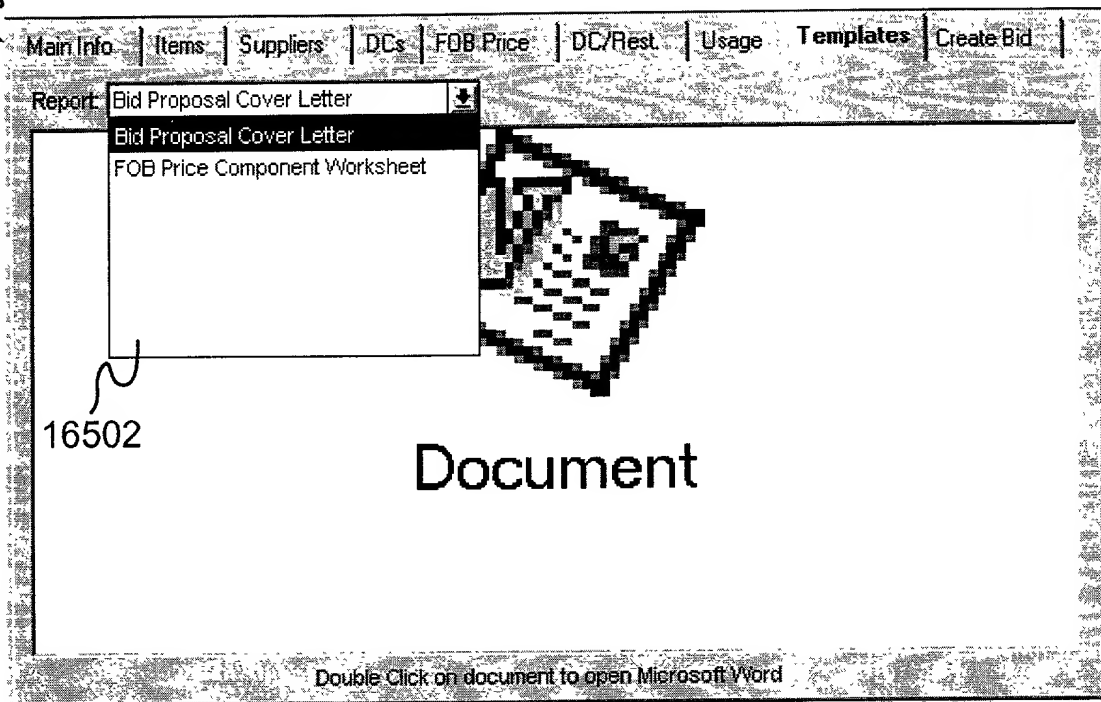 Main Info Items Suppliers DCs FOB Price DC/Rest. Usage Templates Create Bid
Report: Bid Proposal Cover Letter
Bid Proposal Cover Letter
FOB Price Component Worksheet
16502
Document
Double Click on document to open Microsoft Word